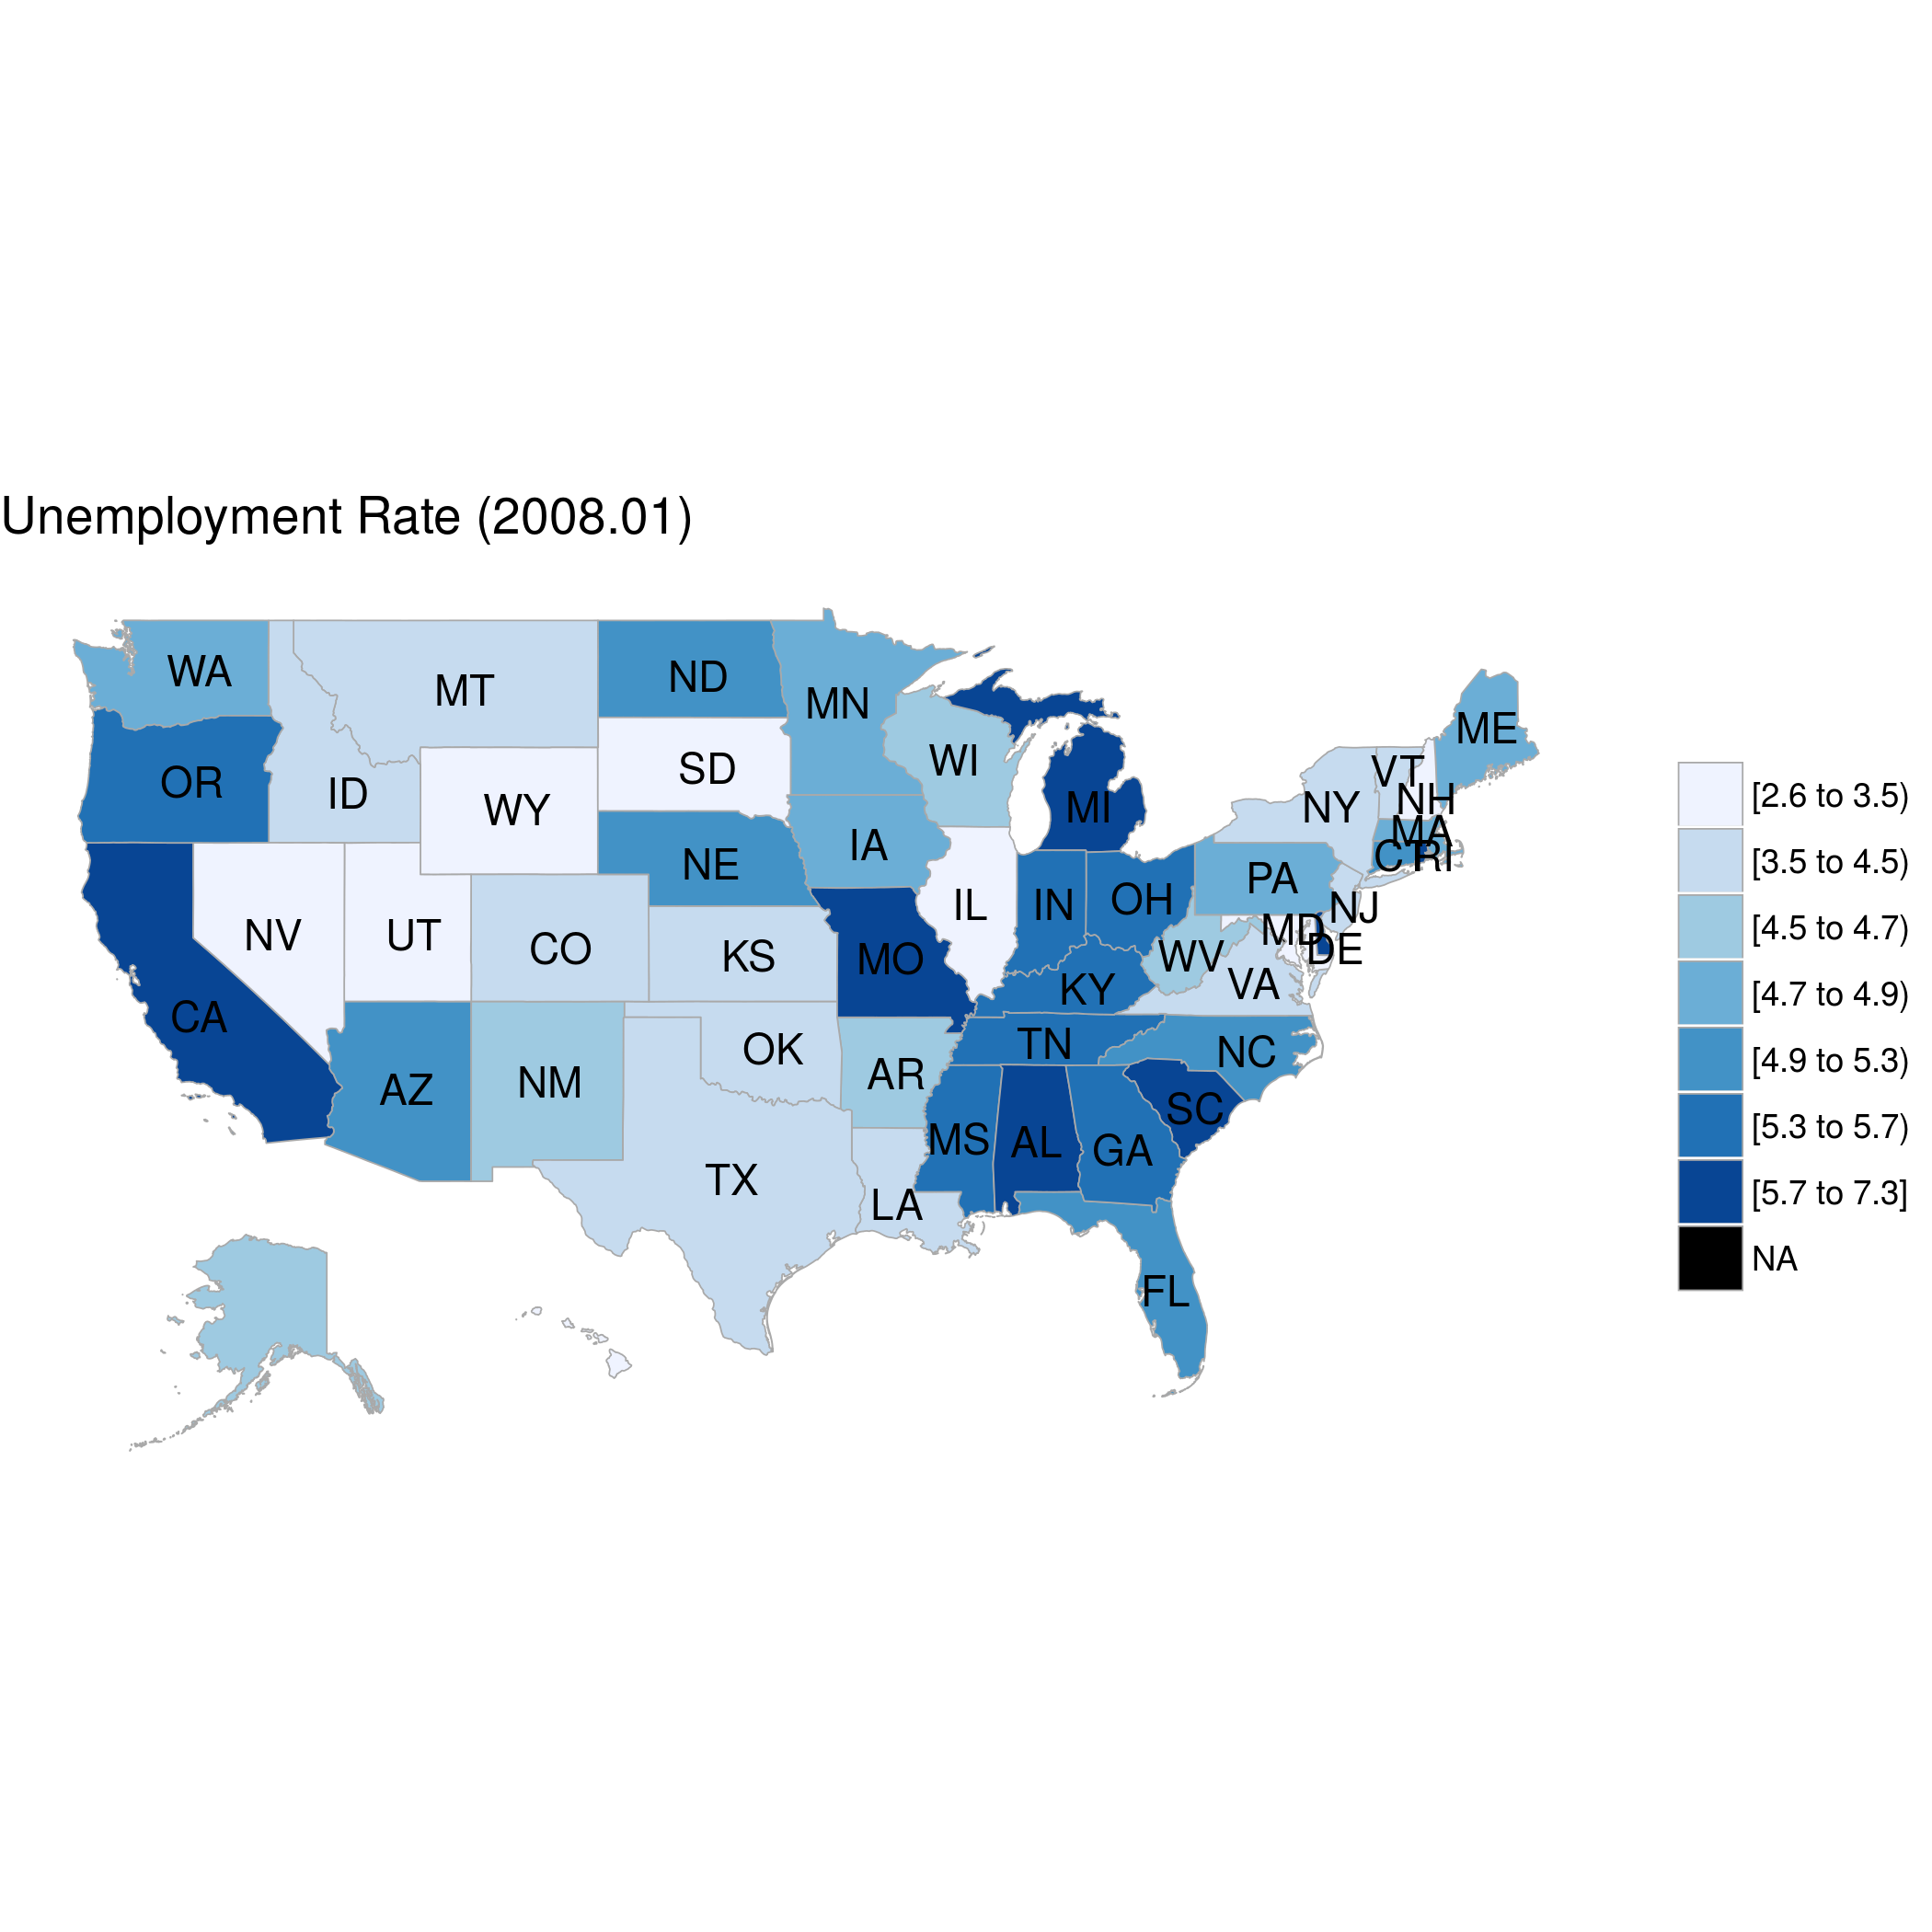 Unemployment Rate (2008.01)
WA
MT
ND
MN
ME
OR
ID
WY
SD
WI
MI
VT
NH
NY
MA
CT
RI
NE
IA
PA
NV
UT
CO
KS
MO
IL
IN
OH
NJ
MD
DE
WV
VA
KY
CA
AZ
NM
OK
AR
TN
NC
SC
TX
LA
MS
AL
GA
FL
[2.6 to 3.5)
[3.5 to 4.5)
[4.5 to 4.7)
[4.7 to 4.9)
[4.9 to 5.3)
[5.3 to 5.7)
[5.7 to 7.3]
NA